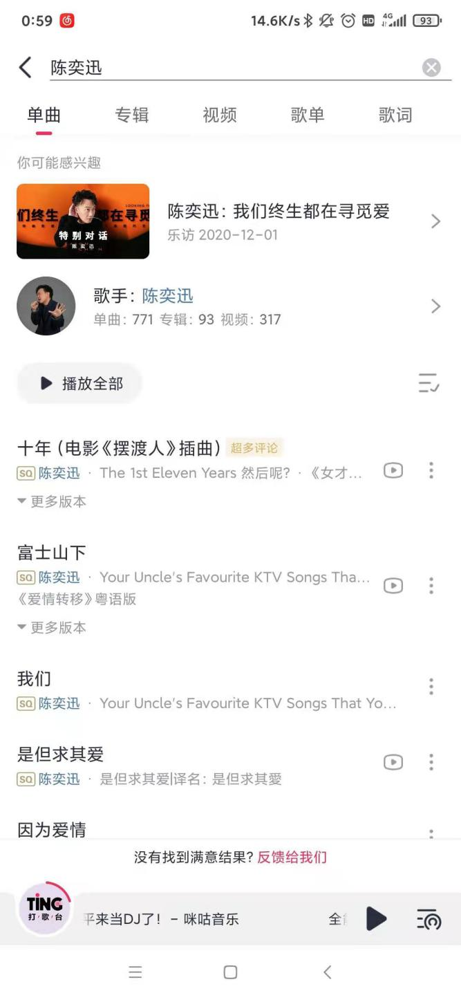 0:59
14.6K/s HD 4G 93
陈奕迅
单曲 专辑 视频 歌单 歌词
你可能感兴趣
们终生
都在寻觅
特别对话
陈奕迅
陈奕迅：我们终生都在寻觅爱
乐访 2020-12-01
歌手：陈奕迅
单曲：771 专辑：93 视频：317
播放全部
十年（电影《摆渡人》插曲） 超多评论
SQ 陈奕迅 · The 1st Eleven Years 然后呢? · 《女才...
更多版本
富士山下
SQ 陈奕迅 · Your Uncle's Favourite KTV Songs Tha...
《爱情转移》粤语版
更多版本
我们
SQ 陈奕迅 · Your Uncle's Favourite KTV Songs That Yo...
是但求其爱
SQ 陈奕迅 · 是但求其爱|译名：是但求其愛
因为爱情
没有找到满意结果? 反馈给我们
TING
打·歌·台
平来当DJ了！ - 咪咕音乐 全